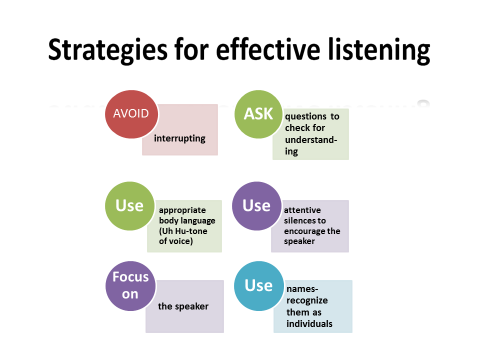 Strategies for effective listening
AVOID
interrupting
ASK
questions to
check for
understand-
ing
Use
appropriate
body language
(Uh Hu-tone
of voice)
Use
attentive
silences to
encourage the
speaker
Focus
on
the speaker
Use
names-
recognize
them as
individuals